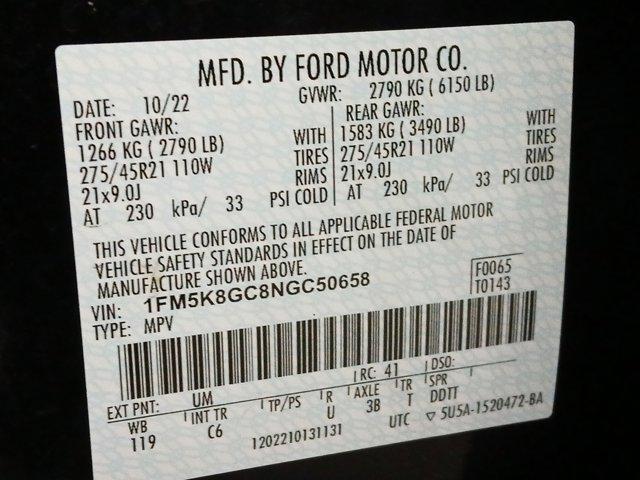 MFD. BY FORD MOTOR CO.
DATE: 10/22 GVWR: 2790 KG ( 6150 LB)
FRONT GAWR: REAR GAWR:
1266 KG ( 2790 LB) WITH 1583 KG ( 3490 LB) WITH
275/45R21 110W TIRES 275/45R21 110W TIRES
21x9.0J RIMS 21x9.0J RIMS
AT 230 kPa/ 33 PSI COLD AT 230 kPa/ 33 PSI COLD
THIS VEHICLE CONFORMS TO ALL APPLICABLE FEDERAL MOTOR
VEHICLE SAFETY STANDARDS IN EFFECT ON THE DATE OF
MANUFACTURE SHOWN ABOVE.
VIN: 1FM5K8GC8NGC50658 F0065
TYPE: MPV T0143
EXT PNT: UM RC: 41 DSO:
WB INT TR TP/PS R AXLE TR SPR
119 C6 U 3B T DDTT
1202210131131 UTC ▽ 5U5A-1520472-BA